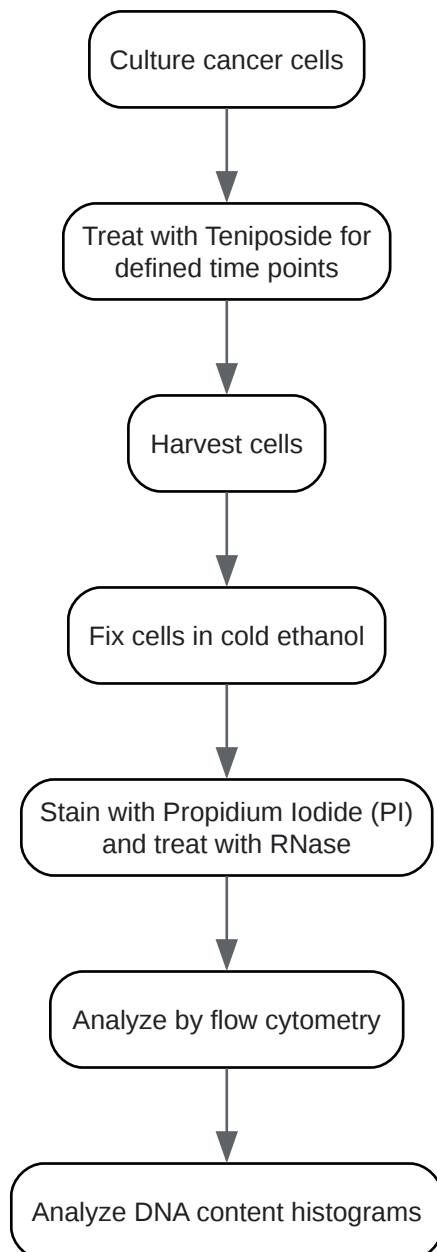 Culture cancer cells
Treat with Teniposide for
defined time points
Harvest cells
Fix cells in cold ethanol
Stain with Propidium Iodide (PI)
and treat with RNase
Analyze by flow cytometry
Analyze DNA content histograms